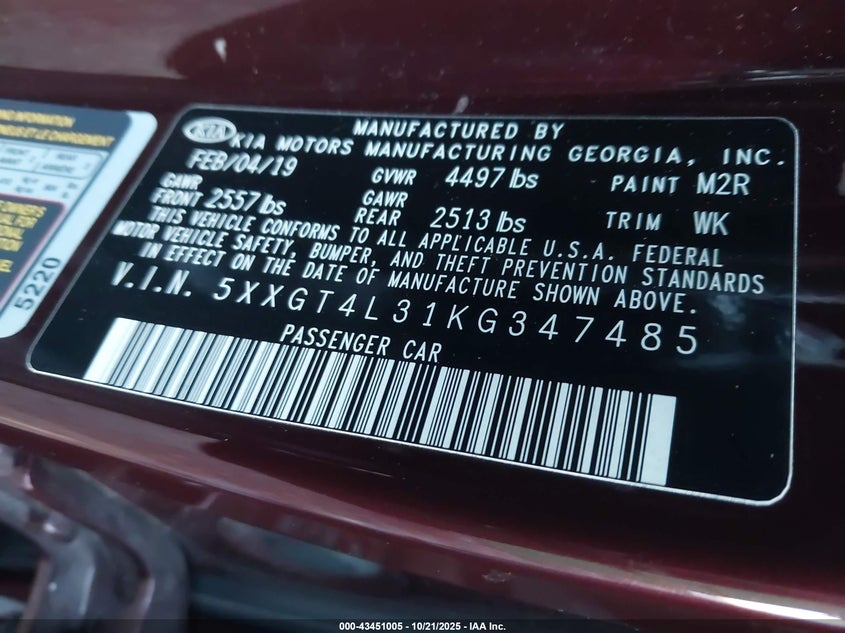 ING INFORMATION
KIA
MANUFACTURED BY
KIA MOTORS MANUFACTURING GEORGIA, INC.
FEB/04/19 GVWR 4497 lbs PAINT M2R
GAWR FRONT 2557 lbs GAWR REAR 2513 lbs TRIM WK
THIS VEHICLE CONFORMS TO ALL APPLICABLE U.S.A. FEDERAL
MOTOR VEHICLE SAFETY, BUMPER, AND THEFT PREVENTION STANDARDS
IN EFFECT ON THE DATE OF MANUFACTURE SHOWN ABOVE.
V.I.N. 5XXGT4L31KG347485
PASSENGER CAR
5220
000-43451005 - 10/21/2025 - IAA Inc.